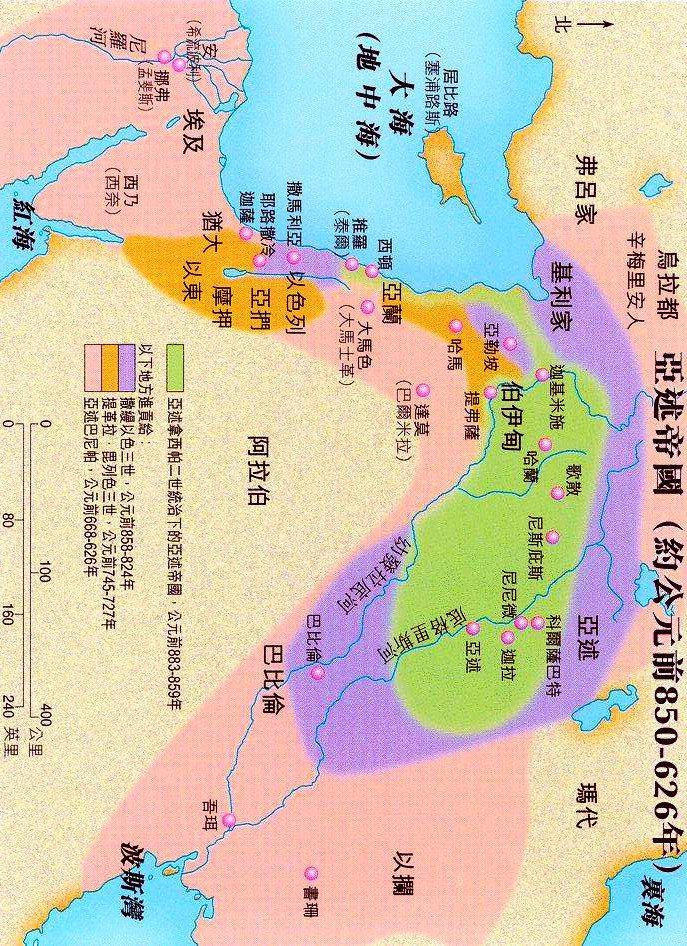 亞述帝國（約公元前850-626年）
北
烏拉都
辛梅里安人
裏海
弗呂家
基利家
亞述
瑪代
迦基米施
歌散
哈蘭
尼斯庇斯
科爾薩巴特
尼尼微
迦拉
亞述
伯伊甸
亞勒坡
提弗薩
哈馬
居比路
(塞浦路斯)
大海
(地中海)
亞蘭
達莫
(巴爾米拉)
幼發拉底河
底格里斯河
以攔
西頓
推羅
(泰爾)
大馬色
(大馬士革)
巴比倫
書珊
撒馬利亞
以色列
耶路撒冷
亞捫
迦薩
摩押
猶大
以東
阿拉伯
巴比倫
吾珥
安
(希流波利)
挪弗
(孟斐斯)
埃及
尼羅河
西乃
(西奈)
紅海
波斯灣
亞述拿西帕二世統治下的亞述帝國，公元前883-859年
以下地方進貢給：
撒縵以色三世，公元前858-824年
提革拉．毘列色三世，公元前745-727年
亞述巴尼帕，公元前668-626年
0 100 400 公里
0 80 160 240 英里